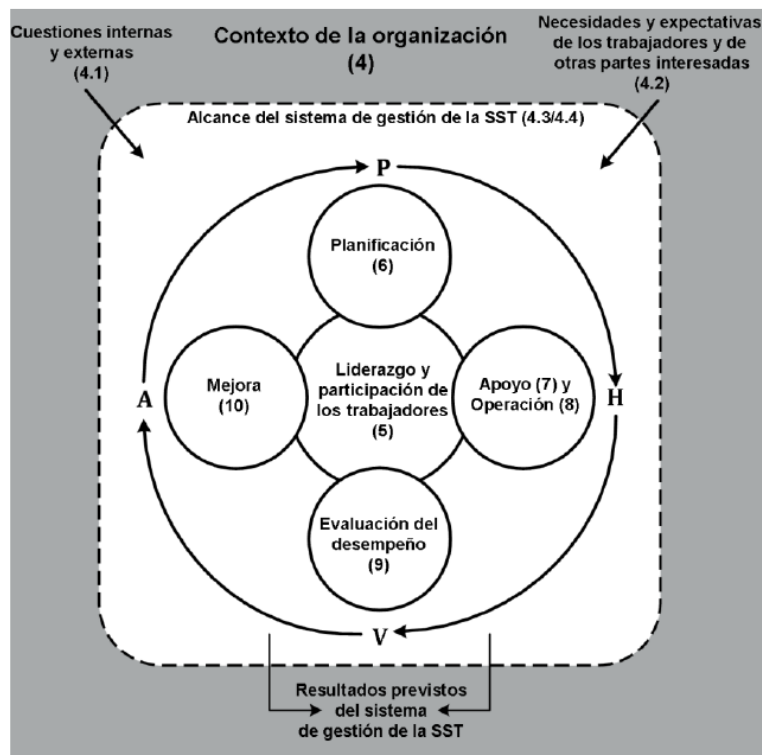 Cuestiones internas
y externas
(4.1)
Contexto de la organización
(4)
Necesidades y expectativas
de los trabajadores y de
otras partes interesadas
(4.2)
Alcance del sistema de gestión de la SST (4.3/4.4)
P
Planificación
(6)
A
Mejora
(10)
Liderazgo y
participación de
los trabajadores
(5)
Apoyo (7) y
Operación (8)
H
Evaluación del
desempeño
(9)
V
Resultados previstos
del sistema
de gestión de la SST